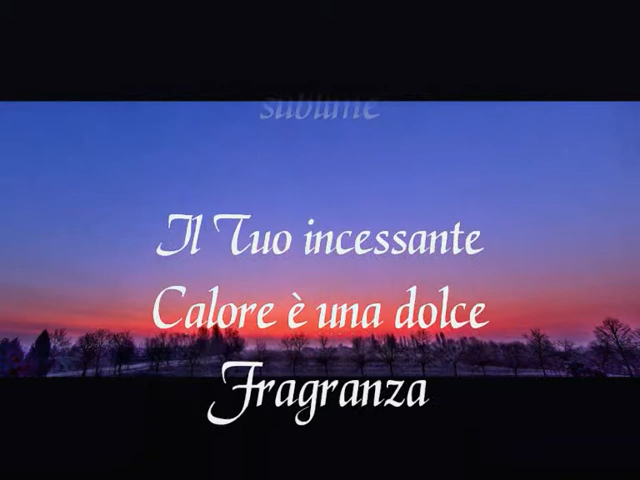 sublime
Il Tuo incessante
Calore è una dolce
Fragranza